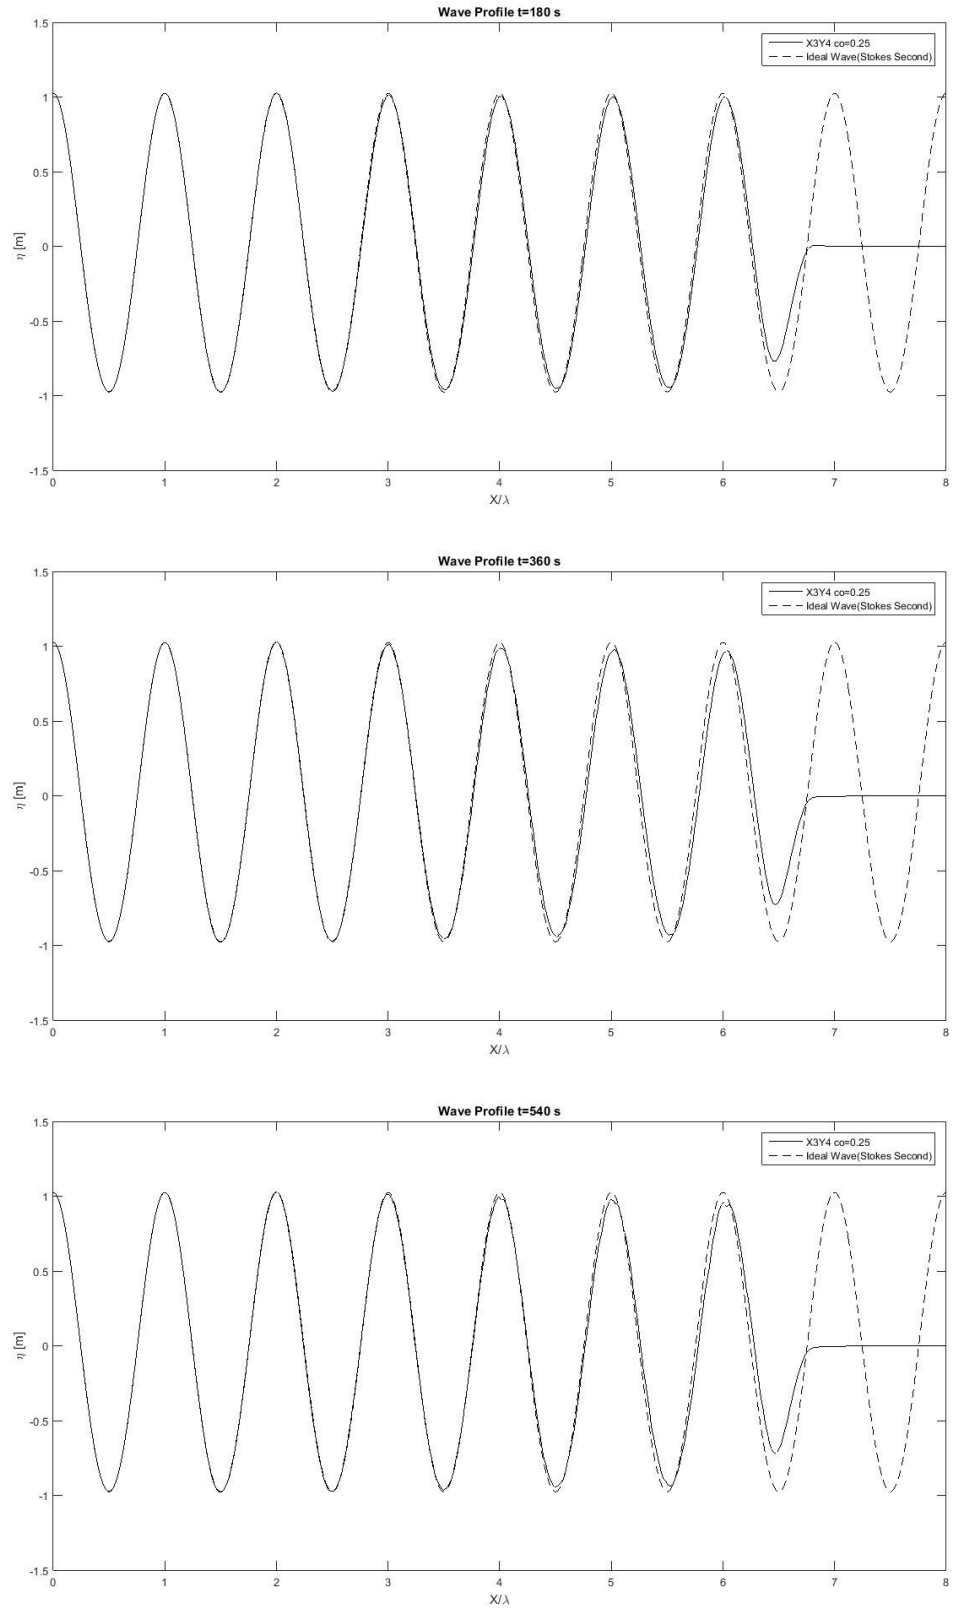 Wave Profile t=180 s
1.5
1
0.5
0
-0.5
-1
-1.5
η [m]
X3Y4 co=0.25
Ideal Wave(Stokes Second)
0 1 2 3 4 5 6 7 8
X/λ
Wave Profile t=360 s
1.5
1
0.5
0
-0.5
-1
-1.5
η [m]
X3Y4 co=0.25
Ideal Wave(Stokes Second)
0 1 2 3 4 5 6 7 8
X/λ
Wave Profile t=540 s
1.5
1
0.5
0
-0.5
-1
-1.5
η [m]
X3Y4 co=0.25
Ideal Wave(Stokes Second)
0 1 2 3 4 5 6 7 8
X/λ